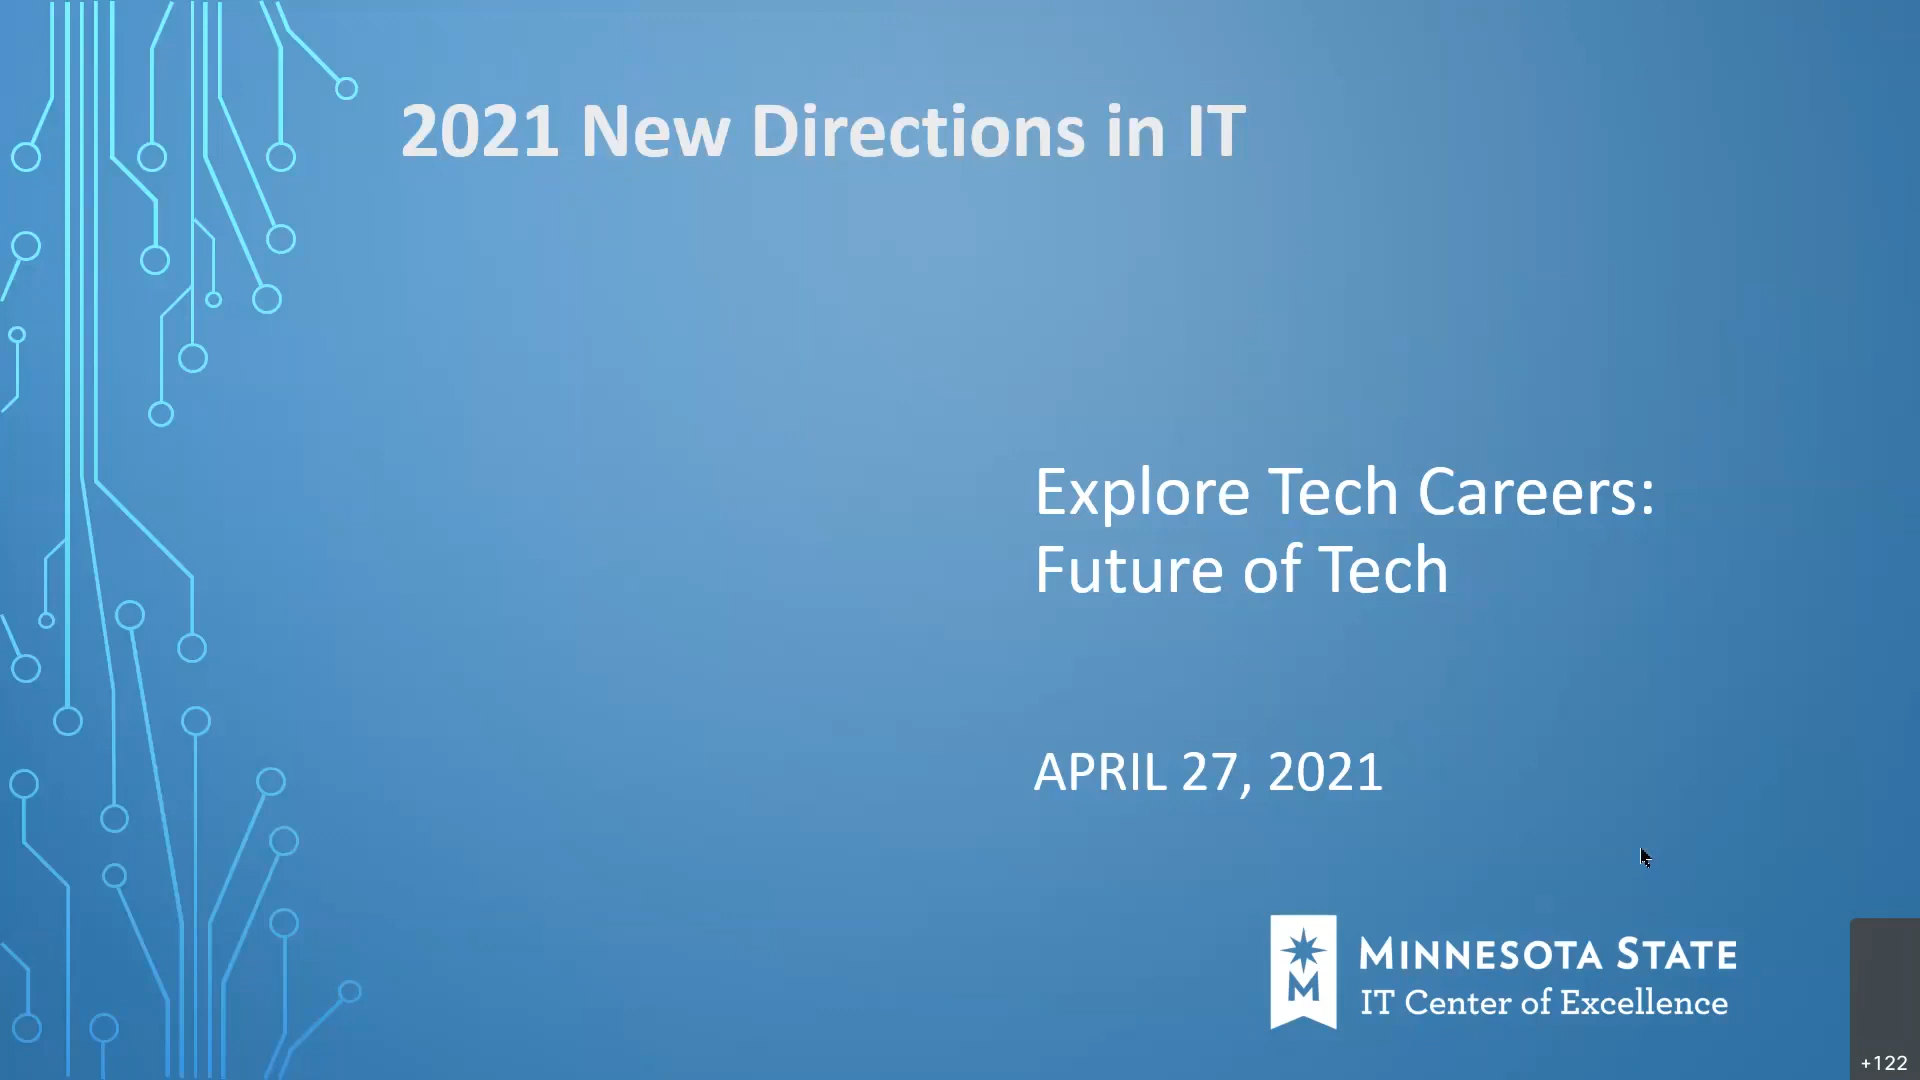 2021 New Directions in IT
Explore Tech Careers:
Future of Tech
APRIL 27, 2021
M
MINNESOTA STATE
IT Center of Excellence
+122